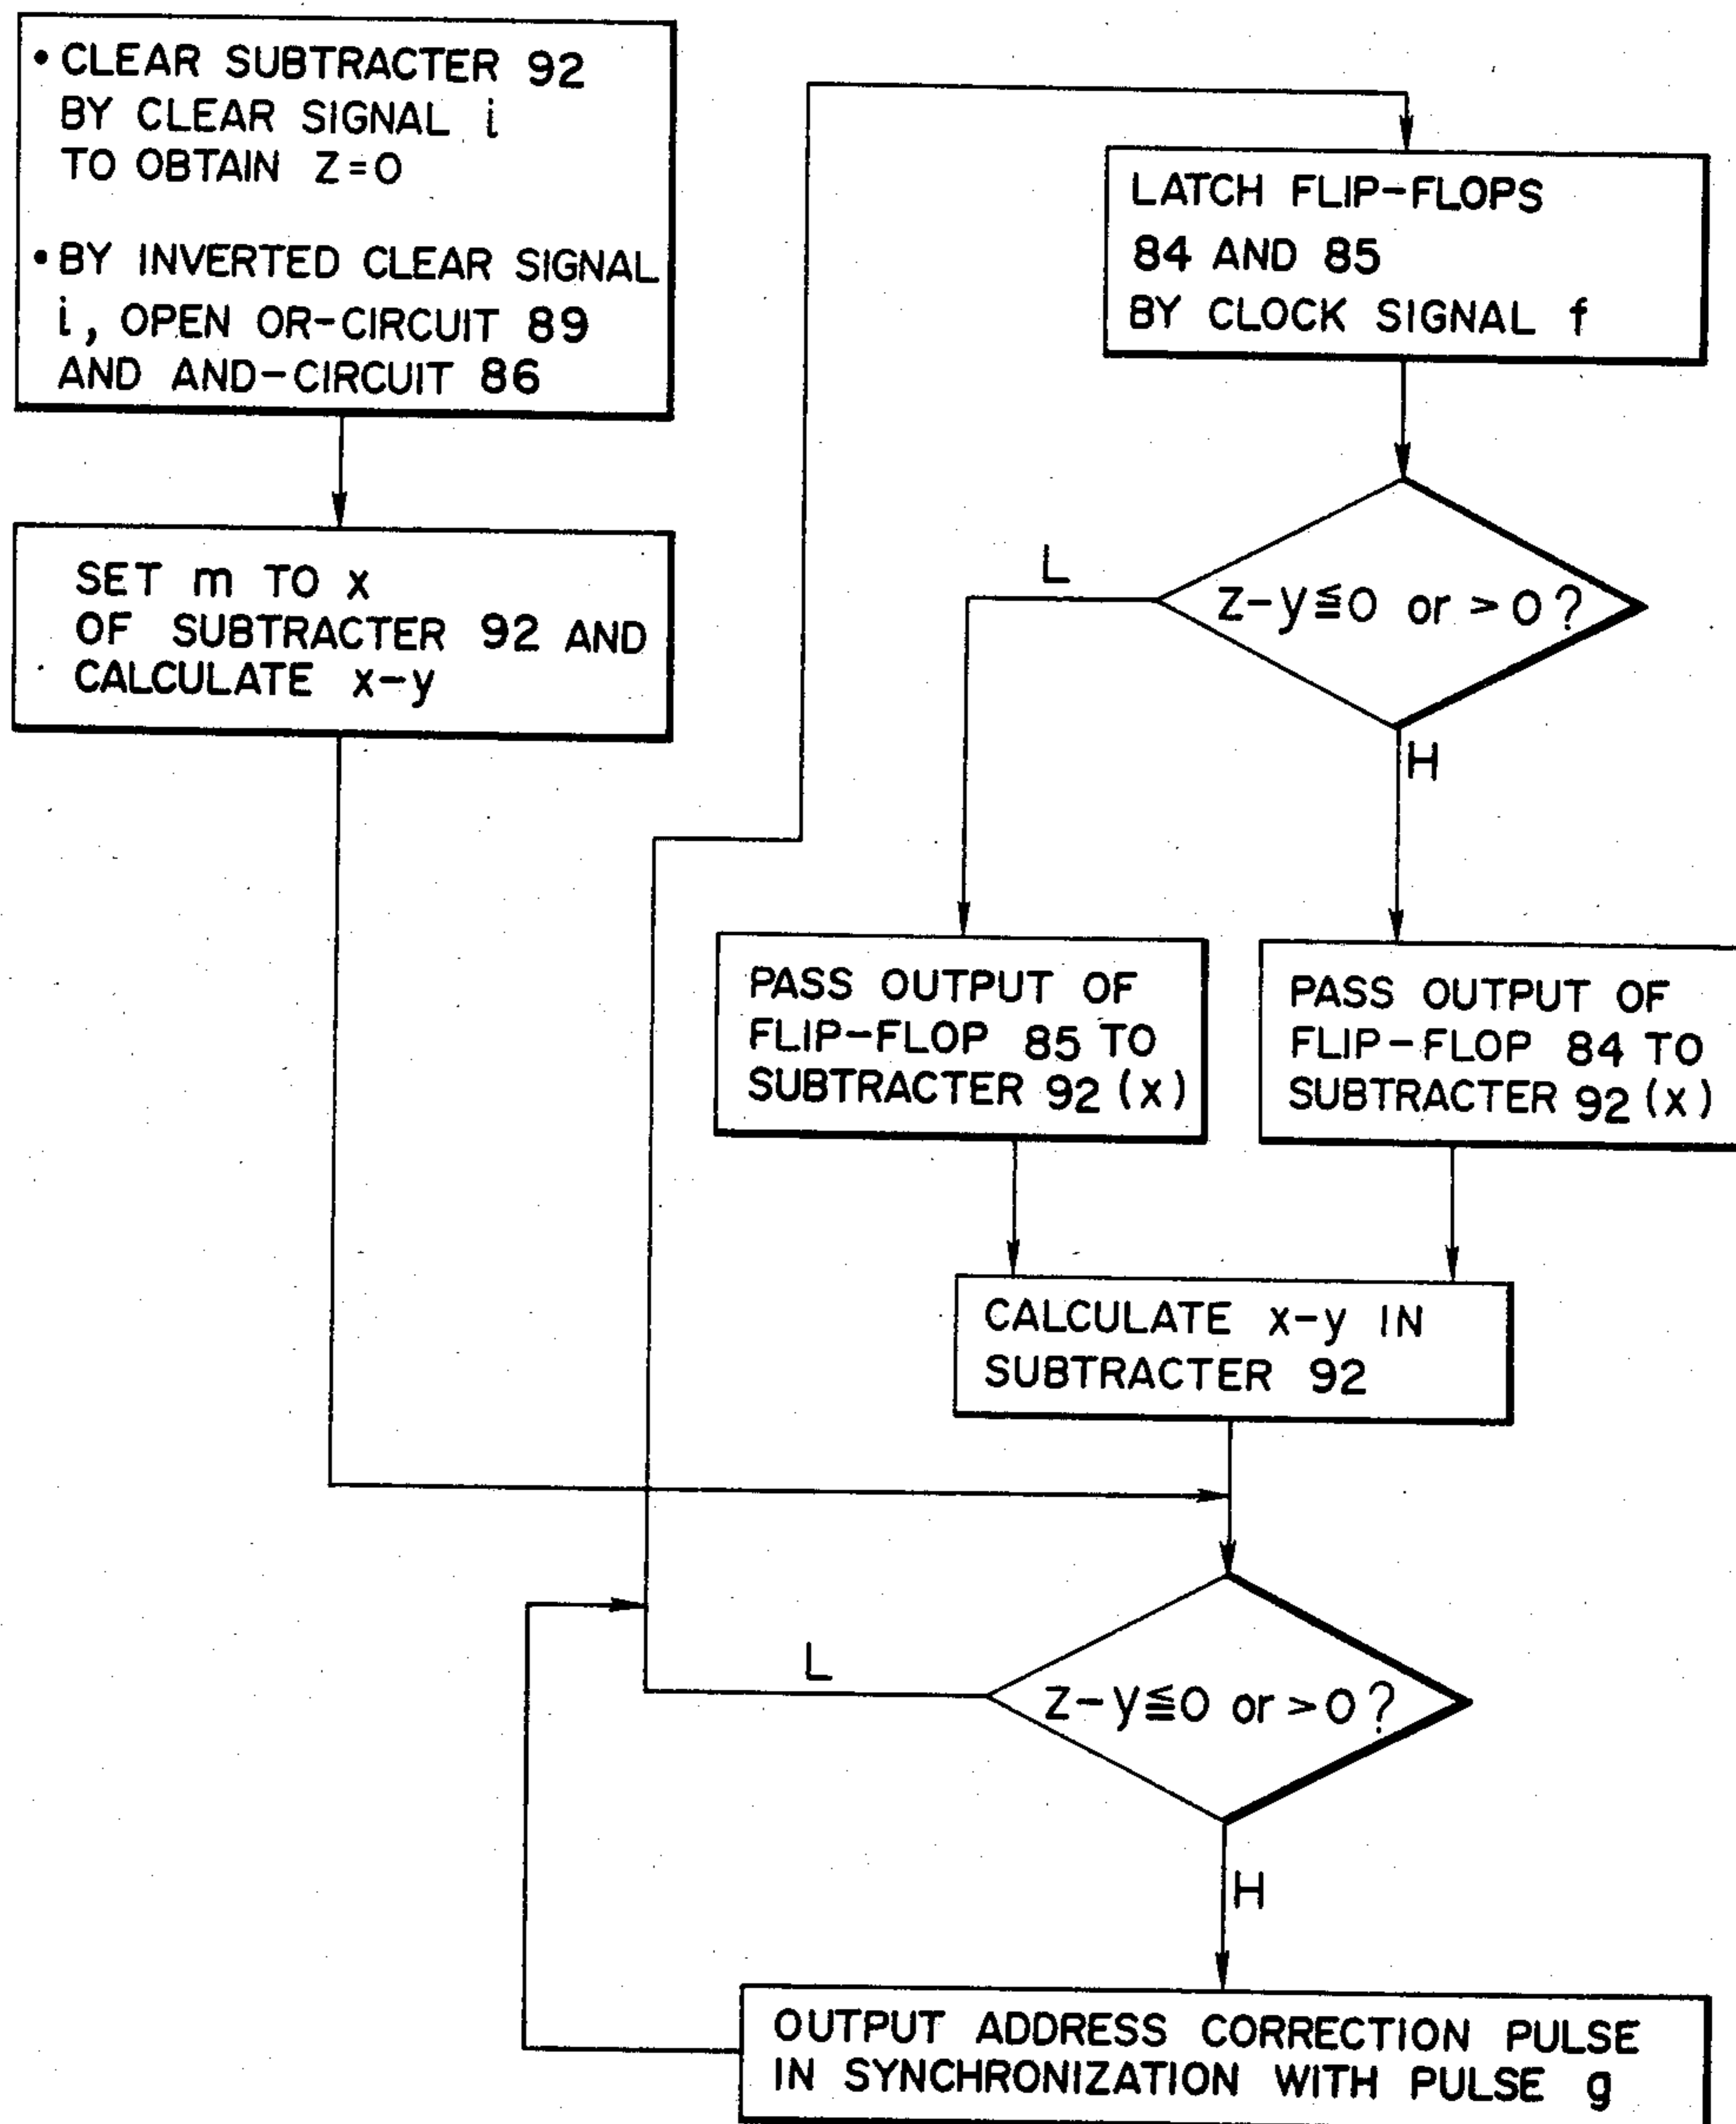 • CLEAR SUBTRACTER 92
BY CLEAR SIGNAL i
TO OBTAIN Z=0
• BY INVERTED CLEAR SIGNAL
i, OPEN OR-CIRCUIT 89
AND AND-CIRCUIT 86
SET m TO x
OF SUBTRACTER 92 AND
CALCULATE x-y
LATCH FLIP-FLOPS
84 AND 85
BY CLOCK SIGNAL f
L
z-y≦0 or >0?
H
PASS OUTPUT OF
FLIP-FLOP 85 TO
SUBTRACTER 92 (x)
PASS OUTPUT OF
FLIP-FLOP 84 TO
SUBTRACTER 92 (x)
CALCULATE x-y IN
SUBTRACTER 92
L
z-y≦0 or >0?
H
OUTPUT ADDRESS CORRECTION PULSE
IN SYNCHRONIZATION WITH PULSE g